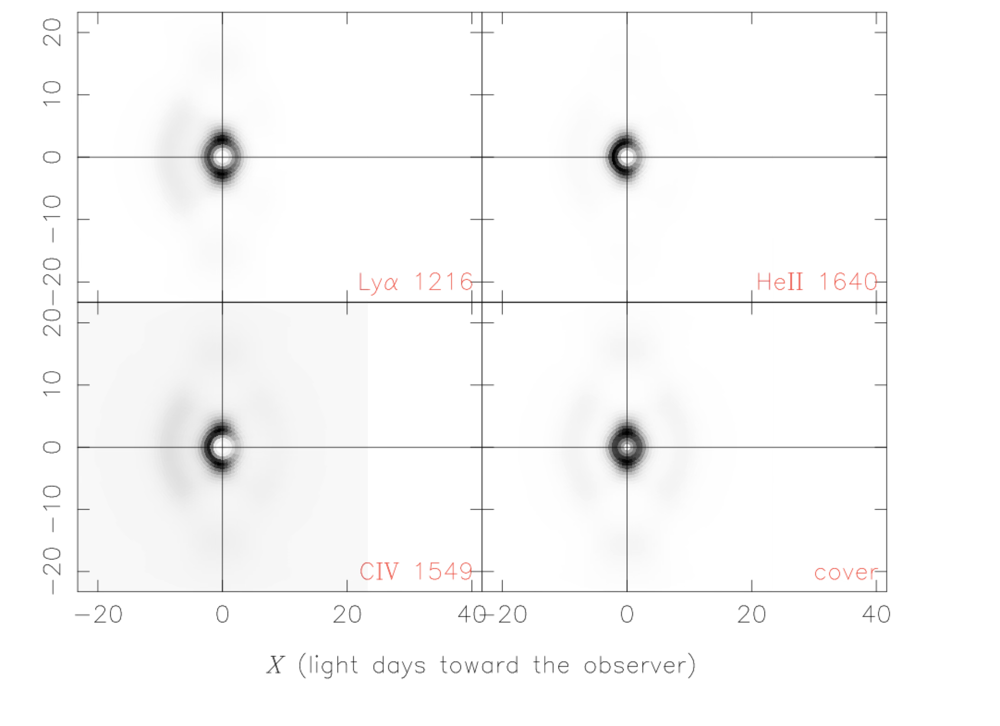 20
10
0
−10
−20
Lyα 1216
HeII 1640
20
10
0
−10
−20
CIV 1549
cover
−20 0 20 40 −20 0 20 40
X (light days toward the observer)